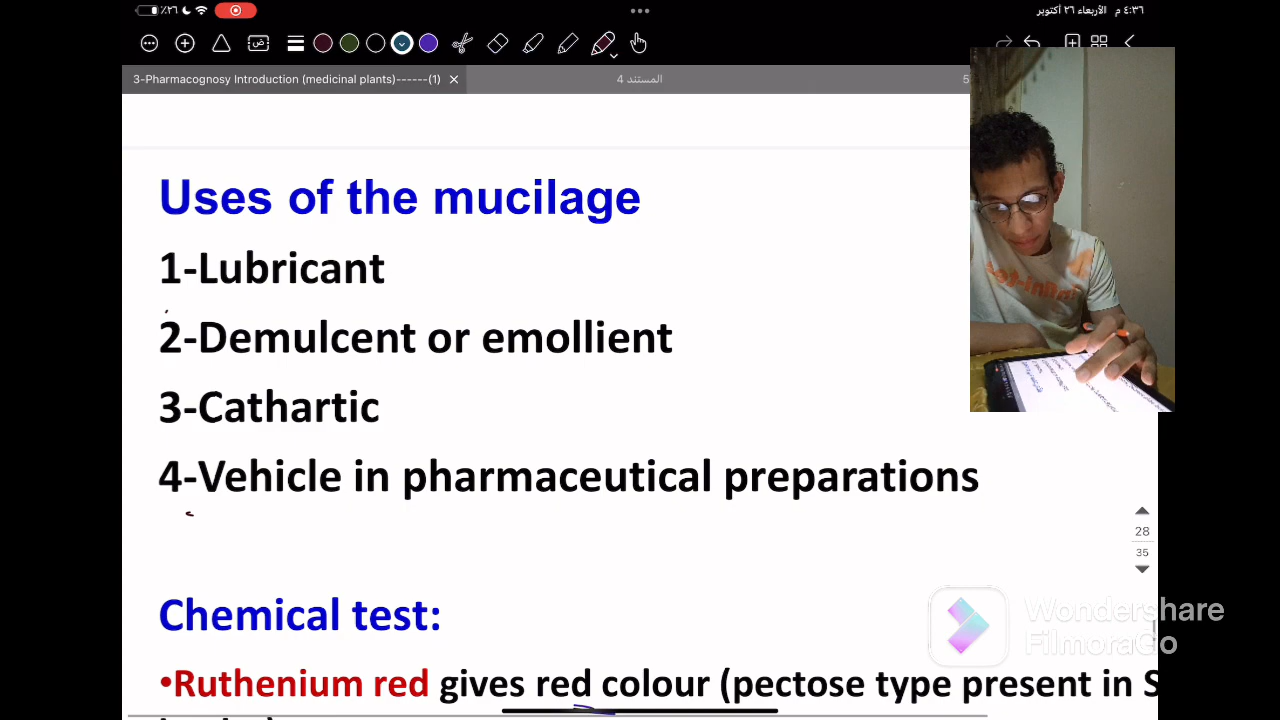 ٪٢٦
٤:٣٦ م الأربعاء ٢٦ أكتوبر
3-Pharmacognosy Introduction (medicinal plants)------(1)
المستند 4
Uses of the mucilage
1-Lubricant
2-Demulcent or emollient
3-Cathartic
4-Vehicle in pharmaceutical preparations
28
35
Chemical test:
Wondershare
FilmoraGo
•Ruthenium red gives red colour (pectose type present in S